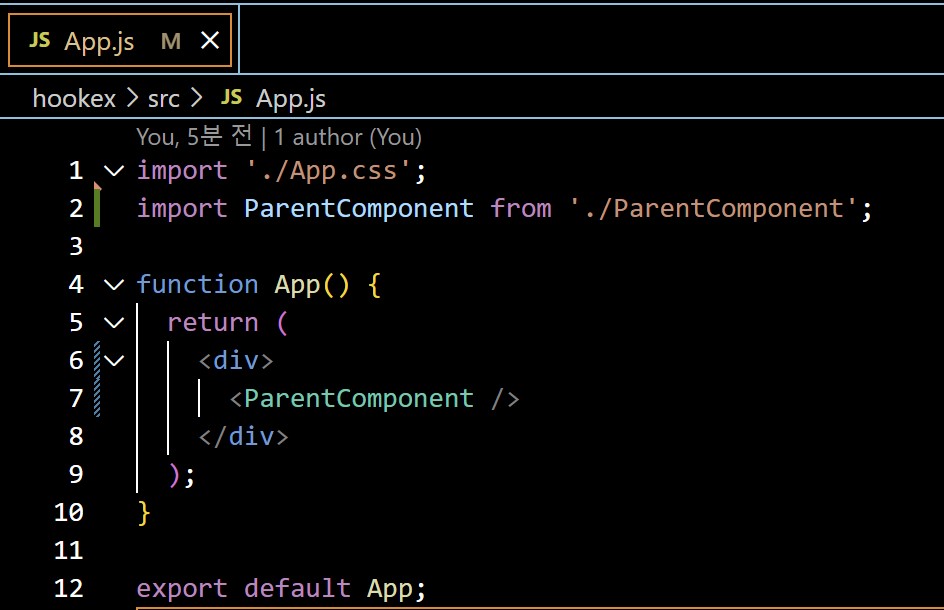 JS App.js M
hookex > src > JS App.js
You, 5분 전 | 1 author (You)
1 import './App.css';
2 import ParentComponent from './ParentComponent';
3
4 function App() {
5   return (
6     <div>
7       <ParentComponent />
8     </div>
9   );
10 }
11
12 export default App;